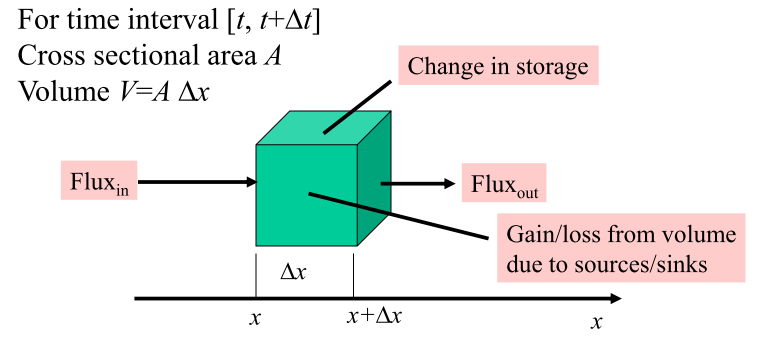 For time interval [t, t+Δt]
Cross sectional area A
Volume V=A Δx
Change in storage
Flux_in
Flux_out
Gain/loss from volume
due to sources/sinks
Δx
x
x+Δx
x